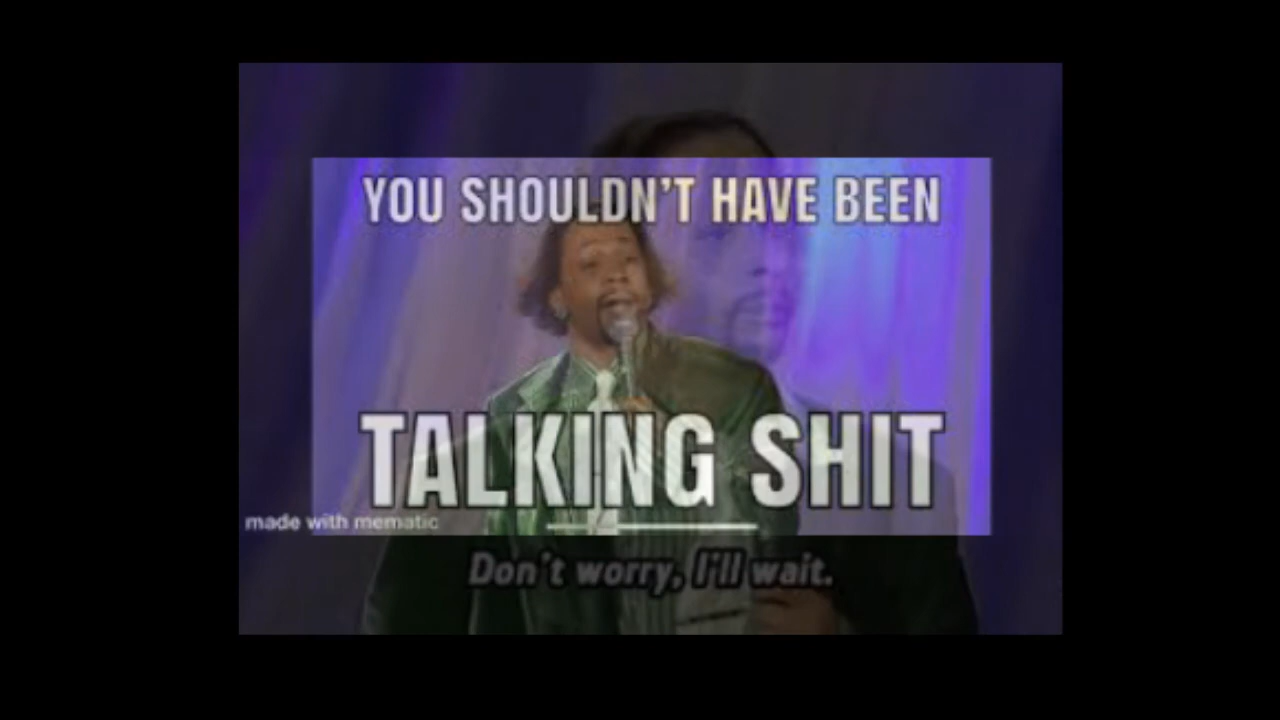 YOU SHOULDN'T HAVE BEEN
TALKING SHIT
made with mematic
Don't worry, I'll wait.